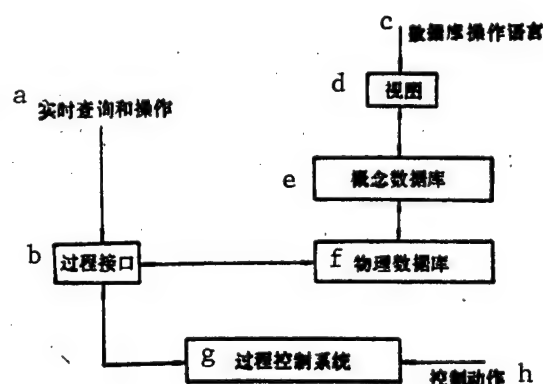 c 数据库操作语言
d 视图
a 实时查询和操作
e 概念数据库
b 过程接口
f 物理数据库
g 过程控制系统
控制动作 h